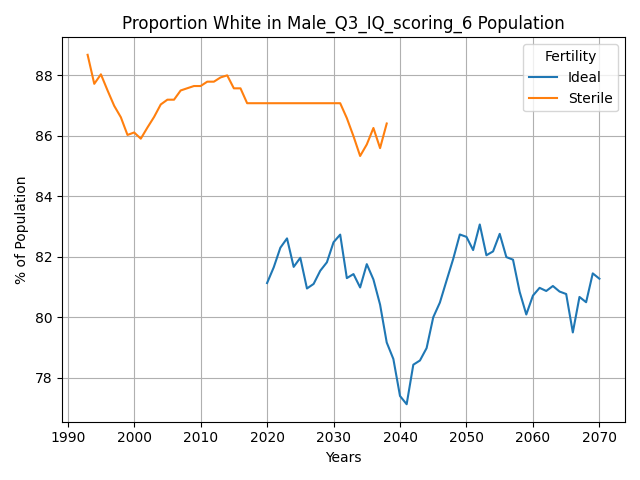 Proportion White in Male_Q3_IQ_scoring_6 Population
Fertility
Ideal
Sterile
% of Population
88
86
84
82
80
78
1990
2000
2010
2020
2030
2040
2050
2060
2070
Years